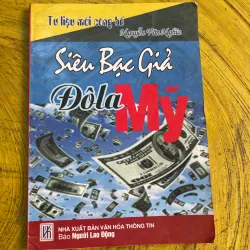 Tư liệu mới công bố
Nguyễn Văn Nghĩa
Siêu Bạc Giả
Đôla Mỹ
NHÀ XUẤT BẢN VĂN HÓA THÔNG TIN
Báo Người Lao Động